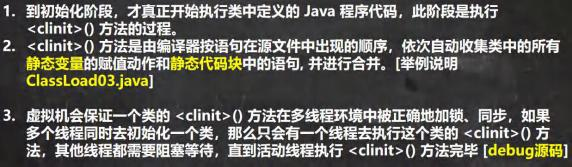 1. 到初始化阶段，才真正开始执行类中定义的 Java 程序代码，此阶段是执行
<clinit>() 方法的过程。
2. <clinit>() 方法是由编译器按语句在源文件中出现的顺序，依次自动收集类中的所有
静态变量的赋值动作和静态代码块中的语句, 并进行合并。[举例说明
ClassLoad03.java]
3. 虚拟机会保证一个类的 <clinit>() 方法在多线程环境中被正确地加锁、同步，如果
多个线程同时去初始化一个类，那么只会有一个线程去执行这个类的 <clinit>() 方
法，其他线程都需要阻塞等待，直到活动线程执行 <clinit>() 方法完毕 [debug源码]